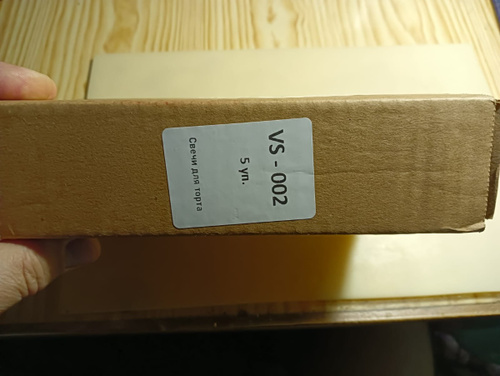 VS - 002
5 уп.
Свечи для торта